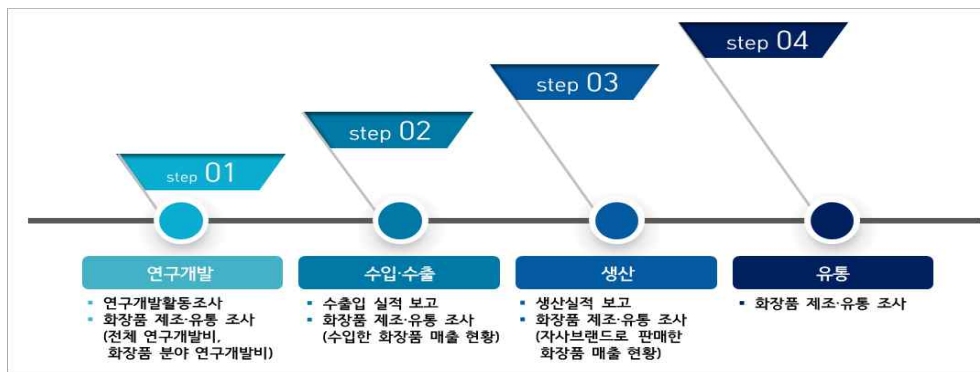 step 01
step 02
step 03
step 04
연구개발
▪ 연구개발활동조사
▪ 화장품 제조·유통 조사
(전체 연구개발비,
화장품 분야 연구개발비)
수입·수출
▪ 수출입 실적 보고
▪ 화장품 제조·유통 조사
(수입한 화장품 매출 현황)
생산
▪ 생산실적 보고
▪ 화장품 제조·유통 조사
(자사브랜드로 판매한
화장품 매출 현황)
유통
▪ 화장품 제조·유통 조사